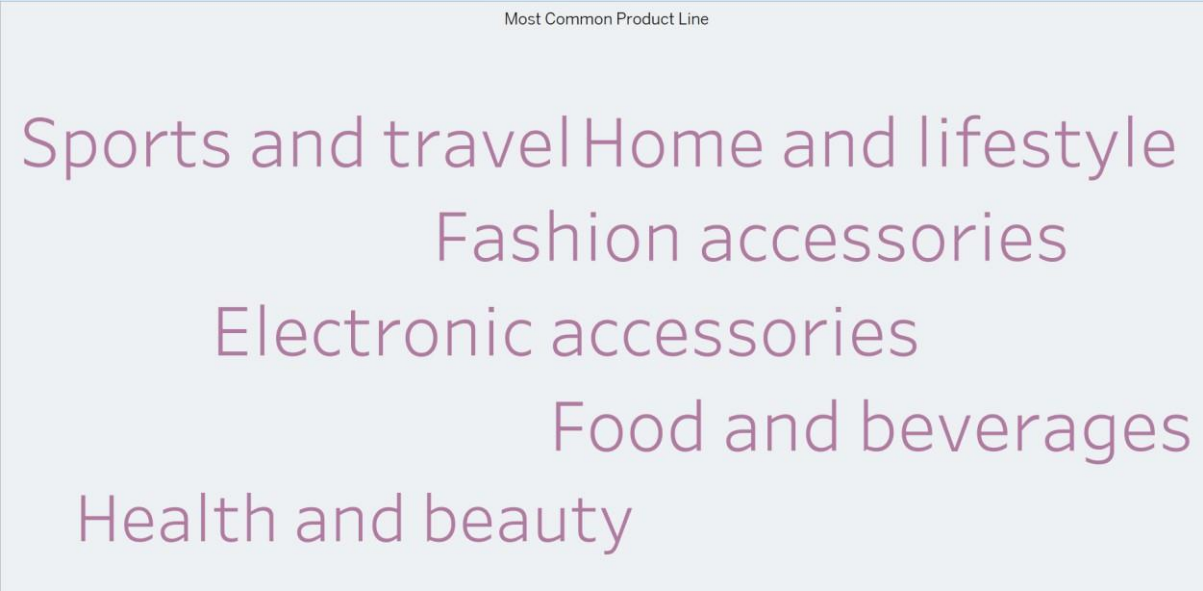 Most Common Product Line
Sports and travel Home and lifestyle
Fashion accessories
Electronic accessories
Food and beverages
Health and beauty